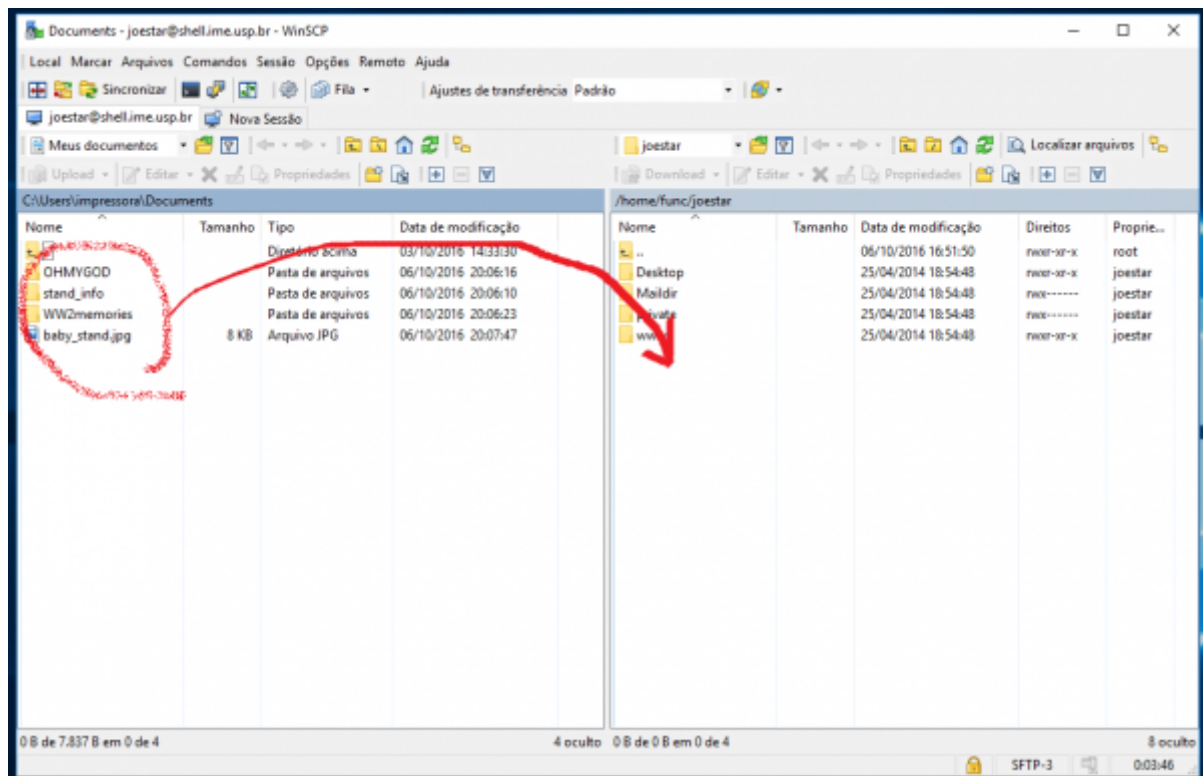 Documents - joestar@shell.ime.usp.br - WinSCP
Local Marcar Arquivos Comandos Sessão Opções Remoto Ajuda
Sincronizar Fila Ajustes de transferência Padrão
joestar@shell.ime.usp.br Nova Sessão
Meus documentos joestar Localizar arquivos
Upload Editar Propriedades Download Editar Propriedades
C:\Users\impressora\Documents /home/func/joestar
Nome Tamanho Tipo Data de modificação Nome Tamanho Data de modificação Direitos Proprie...
Diretório acima 03/10/2016 14:33:30 .. 06/10/2016 16:51:50 rwxr-xr-x root
OHMYGOD Pasta de arquivos 06/10/2016 20:06:16 Desktop 25/04/2014 18:54:48 rwxr-xr-x joestar
stand_info Pasta de arquivos 06/10/2016 20:06:10 Maildir 25/04/2014 18:54:48 rwx------ joestar
WW2memories Pasta de arquivos 06/10/2016 20:06:23 Private 25/04/2014 18:54:48 rwx------ joestar
baby_stand.jpg 8 KB Arquivo JPG 06/10/2016 20:07:47 25/04/2014 18:54:48 rwxr-xr-x joestar
0 B de 7.837 B em 0 de 4 4 oculto 0 B de 0 B em 0 de 4 8 oculto
SFTP-3 0:03:46